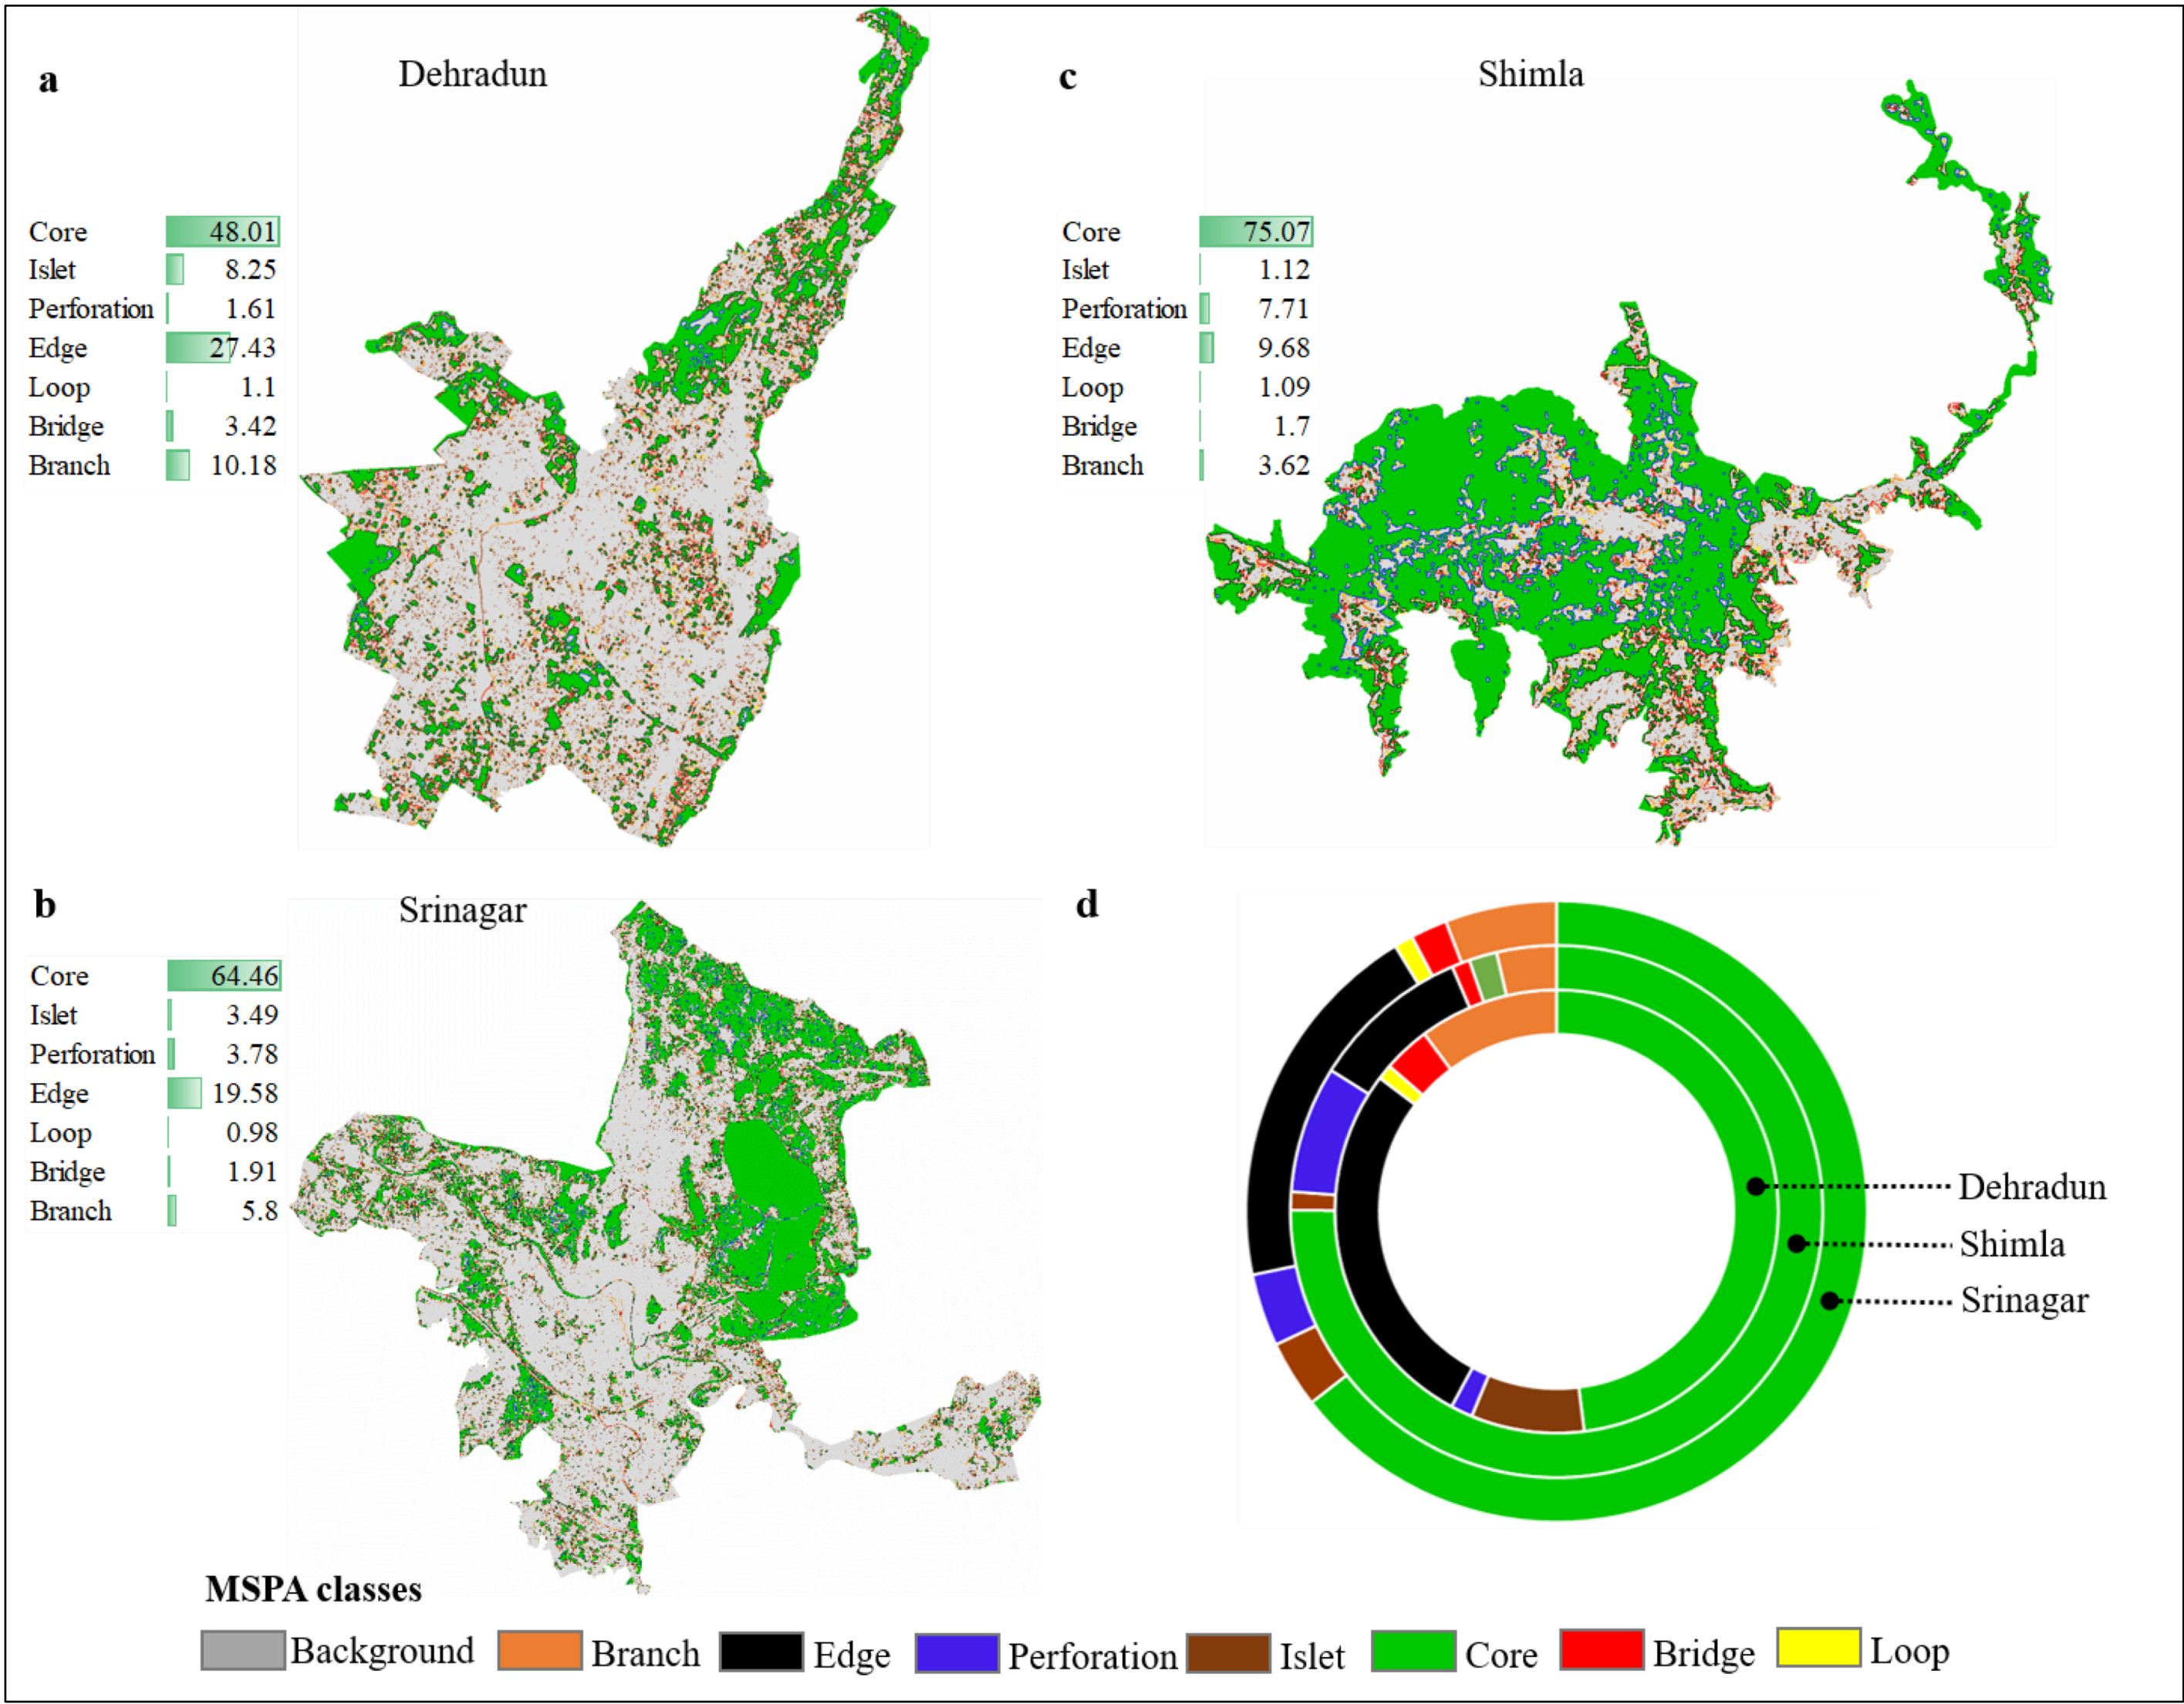 a
Dehradun
Core 48.01
Islet 8.25
Perforation 1.61
Edge 27.43
Loop 1.1
Bridge 3.42
Branch 10.18
c
Shimla
Core 75.07
Islet 1.12
Perforation 7.71
Edge 9.68
Loop 1.09
Bridge 1.7
Branch 3.62
b
Srinagar
Core 64.46
Islet 3.49
Perforation 3.78
Edge 19.58
Loop 0.98
Bridge 1.91
Branch 5.8
d
Dehradun
Shimla
Srinagar
MSPA classes
Background Branch Edge Perforation Islet Core Bridge Loop